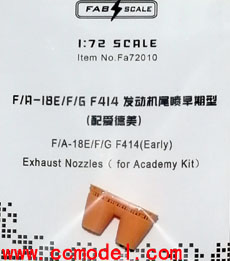 FAB SCALE
1:72 SCALE
Item No.Fa72010
F/A-18E/F/G F414 发动机尾喷早期型
(配爱德美)
F/A-18E/F/G F414(Early)
Exhaust Nozzles ( for Academy Kit)
www.ccmodel.com